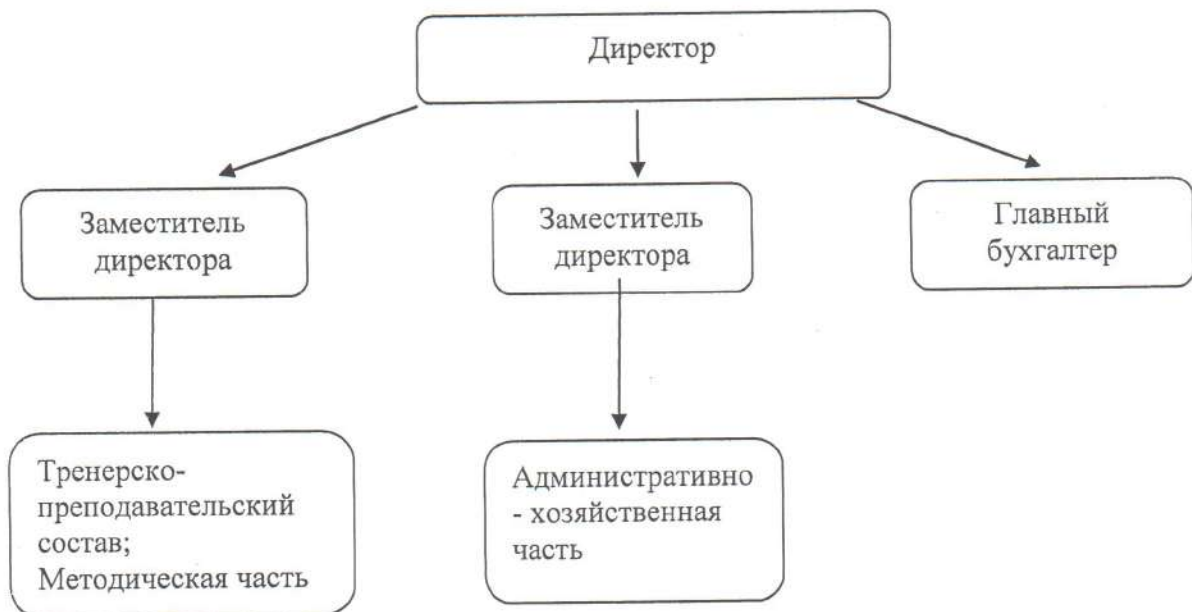 Директор
Заместитель
директора
Заместитель
директора
Главный
бухгалтер
Тренерско-
преподавательский
состав;
Методическая часть
Административно
- хозяйственная
часть